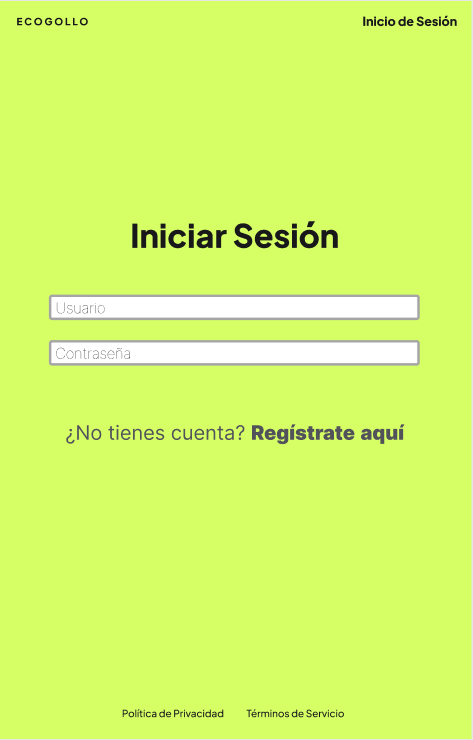 ECOGOLLO
Inicio de Sesión
Iniciar Sesión
Usuario
Contraseña
¿No tienes cuenta? Regístrate aquí
Política de Privacidad
Términos de Servicio